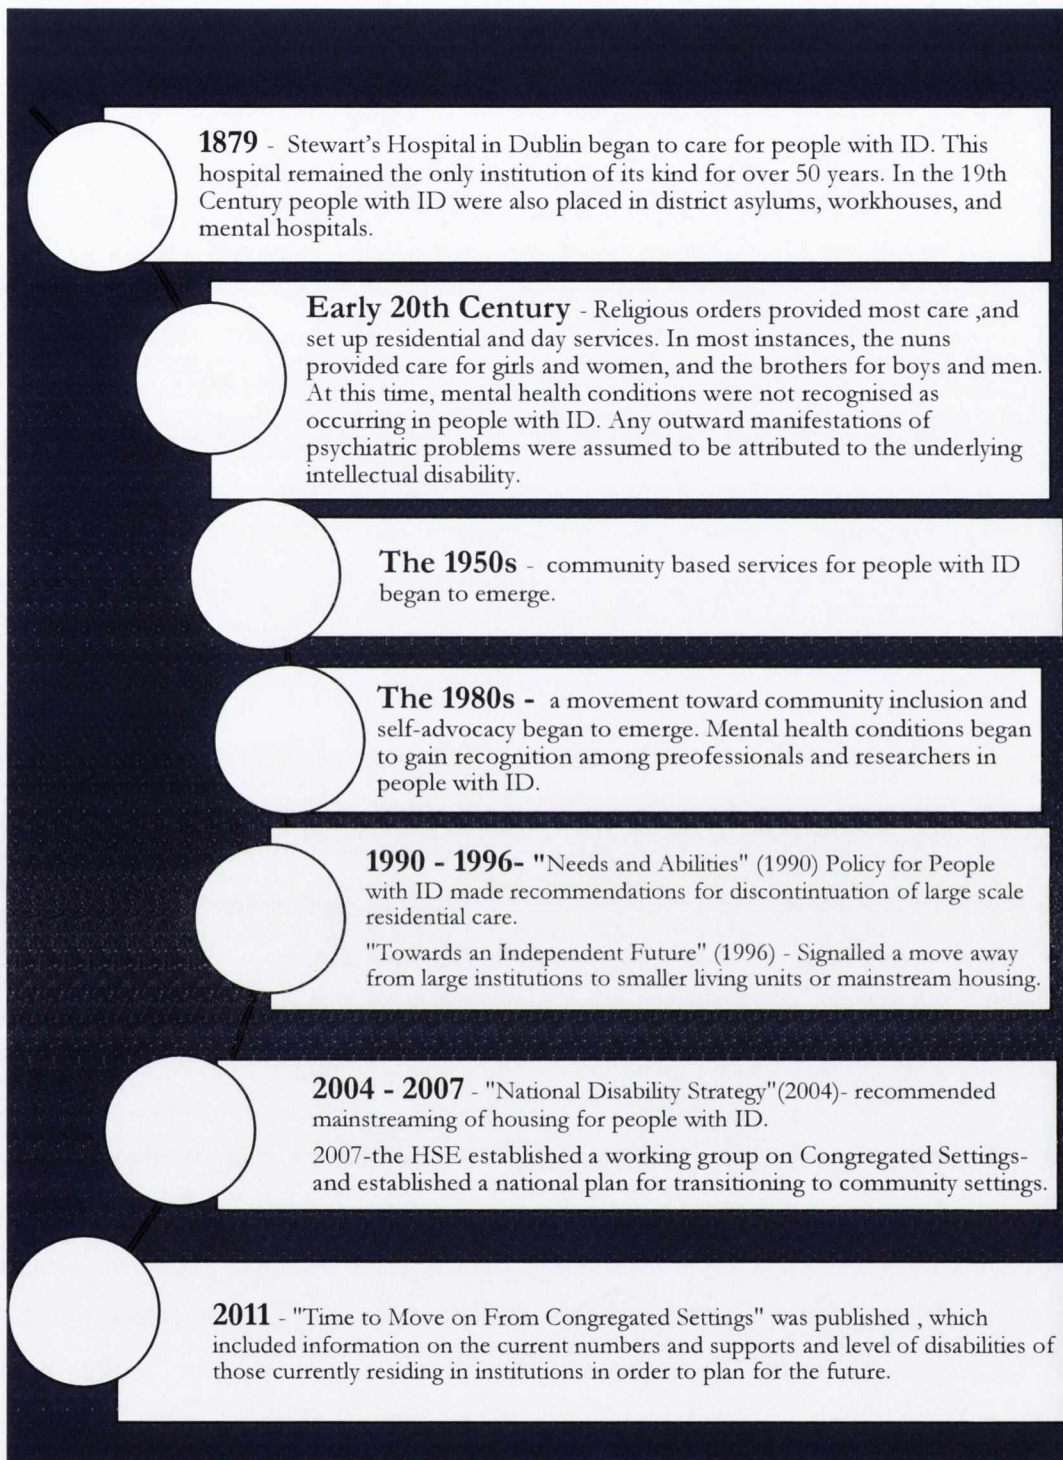 1879 - Stewart's Hospital in Dublin began to care for people with ID. This
hospital remained the only institution of its kind for over 50 years. In the 19th
Century people with ID were also placed in district asylums, workhouses, and
mental hospitals.
Early 20th Century - Religious orders provided most care ,and
set up residential and day services. In most instances, the nuns
provided care for girls and women, and the brothers for boys and men.
At this time, mental health conditions were not recognised as
occurring in people with ID. Any outward manifestations of
psychiatric problems were assumed to be attributed to the underlying
intellectual disability.
The 1950s - community based services for people with ID
began to emerge.
The 1980s - a movement toward community inclusion and
self-advocacy began to emerge. Mental health conditions began
to gain recognition among preofessionals and researchers in
people with ID.
1990 - 1996- "Needs and Abilities" (1990) Policy for People
with ID made recommendations for discontintuation of large scale
residential care.
"Towards an Independent Future" (1996) - Signalled a move away
from large institutions to smaller living units or mainstream housing.
2004 - 2007 - "National Disability Strategy"(2004)- recommended
mainstreaming of housing for people with ID.
2007-the HSE established a working group on Congregated Settings-
and established a national plan for transitioning to community settings.
2011 - "Time to Move on From Congregated Settings" was published , which
included information on the current numbers and supports and level of disabilities of
those currently residing in institutions in order to plan for the future.